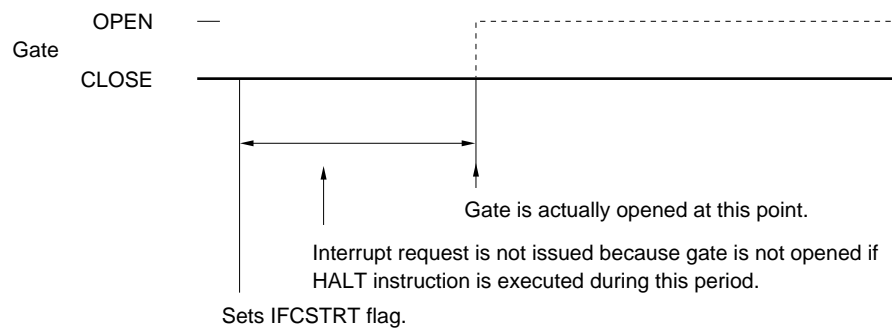 OPEN
Gate
CLOSE
Gate is actually opened at this point.
Interrupt request is not issued because gate is not opened if
HALT instruction is executed during this period.
Sets IFCSTRT flag.